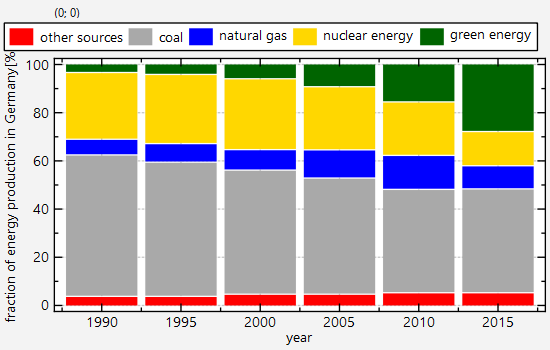 (0; 0)
other sources coal natural gas nuclear energy green energy
fraction of energy production in Germany[%
100
80
60
40
20
0
1990 1995 2000 2005 2010 2015
year